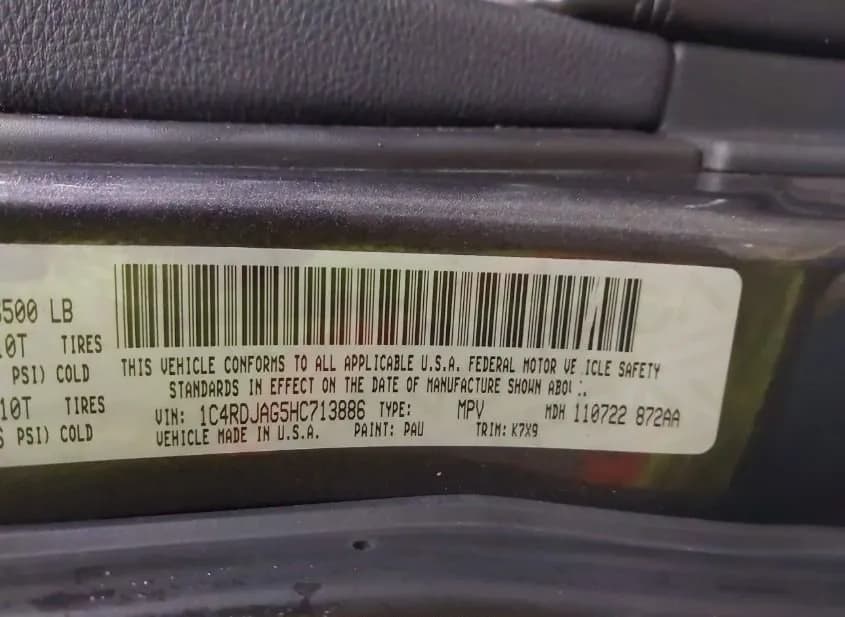 500 LB
10T TIRES
PSI) COLD
10T TIRES
PSI) COLD
THIS VEHICLE CONFORMS TO ALL APPLICABLE U.S.A. FEDERAL MOTOR VE ICLE SAFETY
STANDARDS IN EFFECT ON THE DATE OF MANUFACTURE SHOWN ABO
VIN: 1C4RDJAG5HC713886 TYPE: MPV MDH 110722 872AA
VEHICLE MADE IN U.S.A. PAINT: PAU TRIM: K7X9